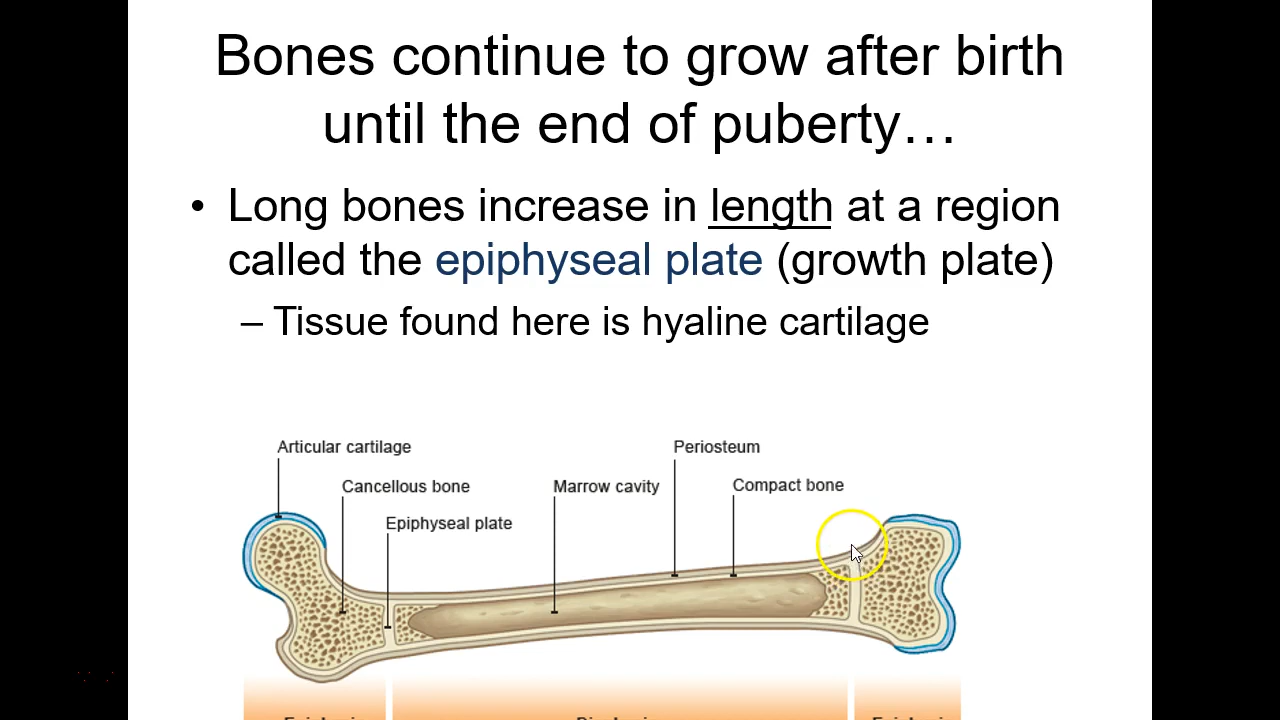 Bones continue to grow after birth
until the end of puberty…
• Long bones increase in length at a region
called the epiphyseal plate (growth plate)
– Tissue found here is hyaline cartilage
Articular cartilage
Periosteum
Cancellous bone
Marrow cavity
Compact bone
Epiphyseal plate